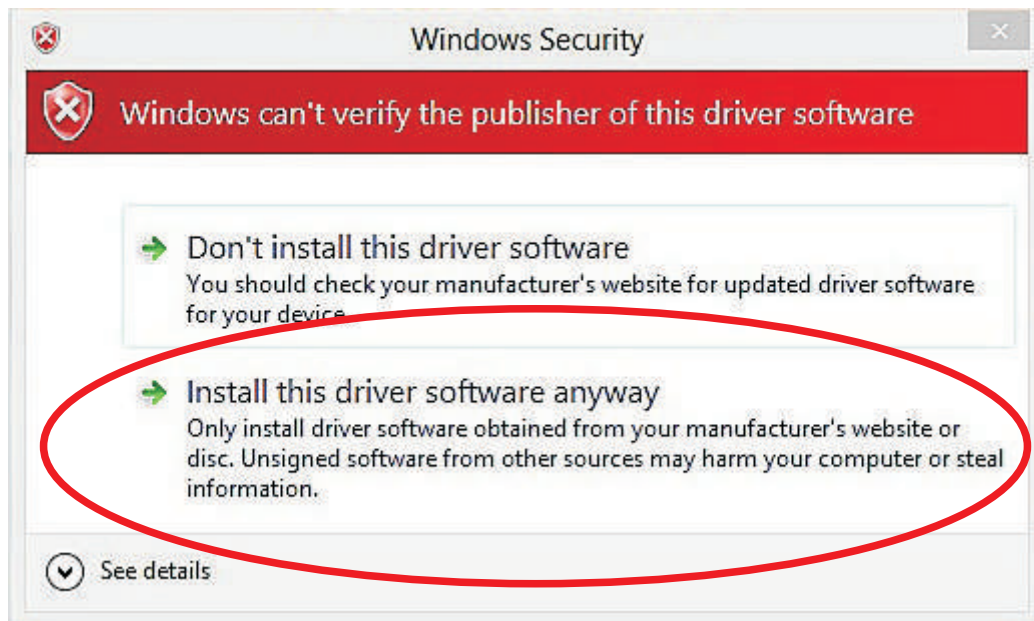 Windows Security
Windows can't verify the publisher of this driver software
Don't install this driver software
You should check your manufacturer's website for updated driver software
for your device.
Install this driver software anyway
Only install driver software obtained from your manufacturer's website or
disc. Unsigned software from other sources may harm your computer or steal
information.
See details